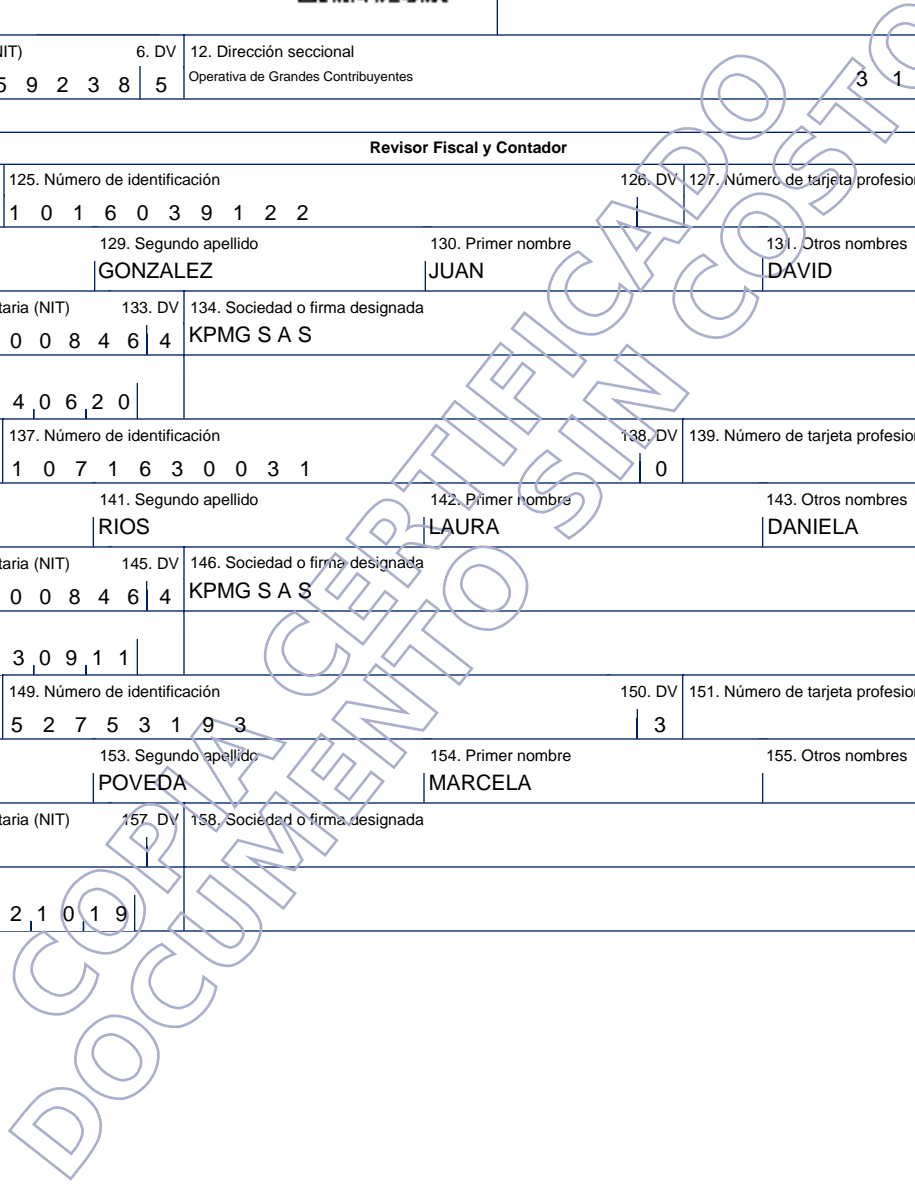 IT) 6. DV 12. Dirección seccional
5 9 2 3 8 5 Operativa de Grandes Contribuyentes 3 1
Revisor Fiscal y Contador
125. Número de identificación 126. DV 127. Número de tarjeta profesion
1 0 1 6 0 3 9 1 2 2
129. Segundo apellido 130. Primer nombre 131. Otros nombres
GONZALEZ JUAN DAVID
taria (NIT) 133. DV 134. Sociedad o firma designada
0 0 8 4 6 4 KPMG S A S
4 0 6 2 0
137. Número de identificación 138. DV 139. Número de tarjeta profesion
1 0 7 1 6 3 0 0 3 1 0
141. Segundo apellido 142. Primer nombre 143. Otros nombres
RIOS LAURA DANIELA
taria (NIT) 145. DV 146. Sociedad o firma designada
0 0 8 4 6 4 KPMG S A S
3 0 9 1 1
149. Número de identificación 150. DV 151. Número de tarjeta profesion
5 2 7 5 3 1 9 3 3
153. Segundo apellido 154. Primer nombre 155. Otros nombres
POVEDA MARCELA
taria (NIT) 157. DV 158. Sociedad o firma designada
2 1 0 1 9
COPIA CERTIFICADO
DOCUMENTO SIN COSTO